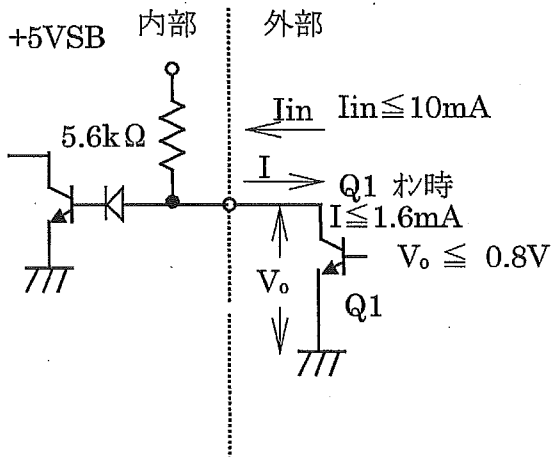 +5VSB
内部
外部
5.6kΩ
Iin
Iin≦10mA
I
Q1 ｵﾝ時
I≦1.6mA
Vo
Vo ≦ 0.8V
Q1